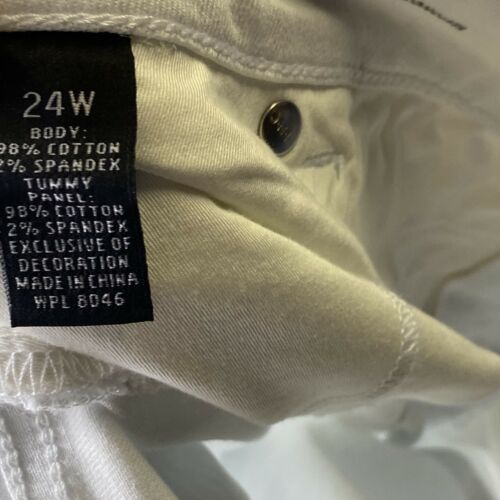 24W
BODY:
98% COTTON
2% SPANDEX
TUMMY
PANEL:
98% COTTON
2% SPANDEX
EXCLUSIVE OF
DECORATION
MADE IN CHINA
WPL 8046